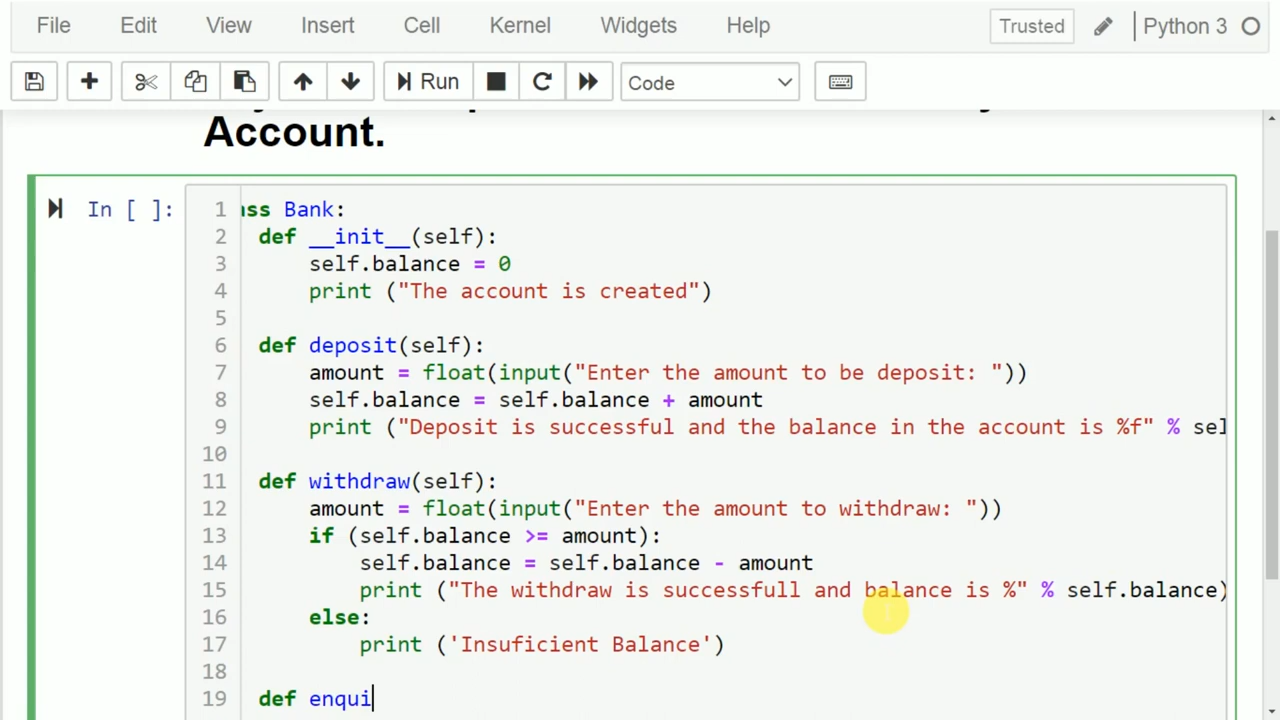 File Edit View Insert Cell Kernel Widgets Help Trusted Python 3
Run Code
Account.
In [ ]:
1 ass Bank:
2 def __init__(self):
3 self.balance = 0
4 print ("The account is created")
5
6 def deposit(self):
7 amount = float(input("Enter the amount to be deposit: "))
8 self.balance = self.balance + amount
9 print ("Deposit is successful and the balance in the account is %f" % sel
10
11 def withdraw(self):
12 amount = float(input("Enter the amount to withdraw: "))
13 if (self.balance >= amount):
14 self.balance = self.balance - amount
15 print ("The withdraw is successfull and balance is %" % self.balance)
16 else:
17 print ('Insuficient Balance')
18
19 def enqui